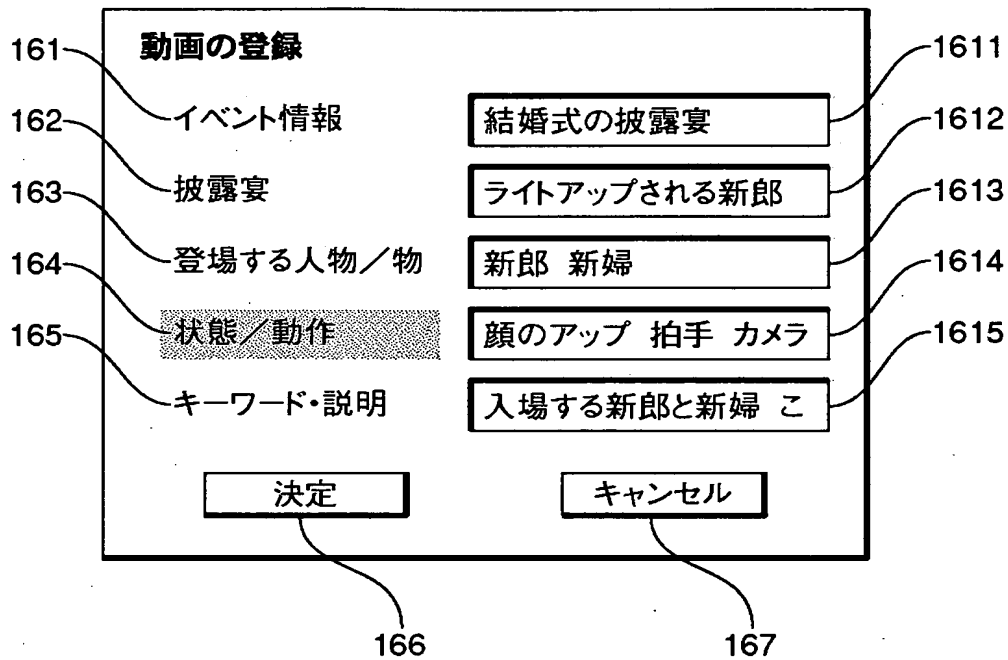 動画の登録
161 イベント情報 結婚式の披露宴 1611
162 披露宴 ライトアップされる新郎 1612
163 登場する人物／物 新郎 新婦 1613
164 状態／動作 顔のアップ 拍手 カメラ 1614
165 キーワード・説明 入場する新郎と新婦 こ 1615
決定 キャンセル
166 167